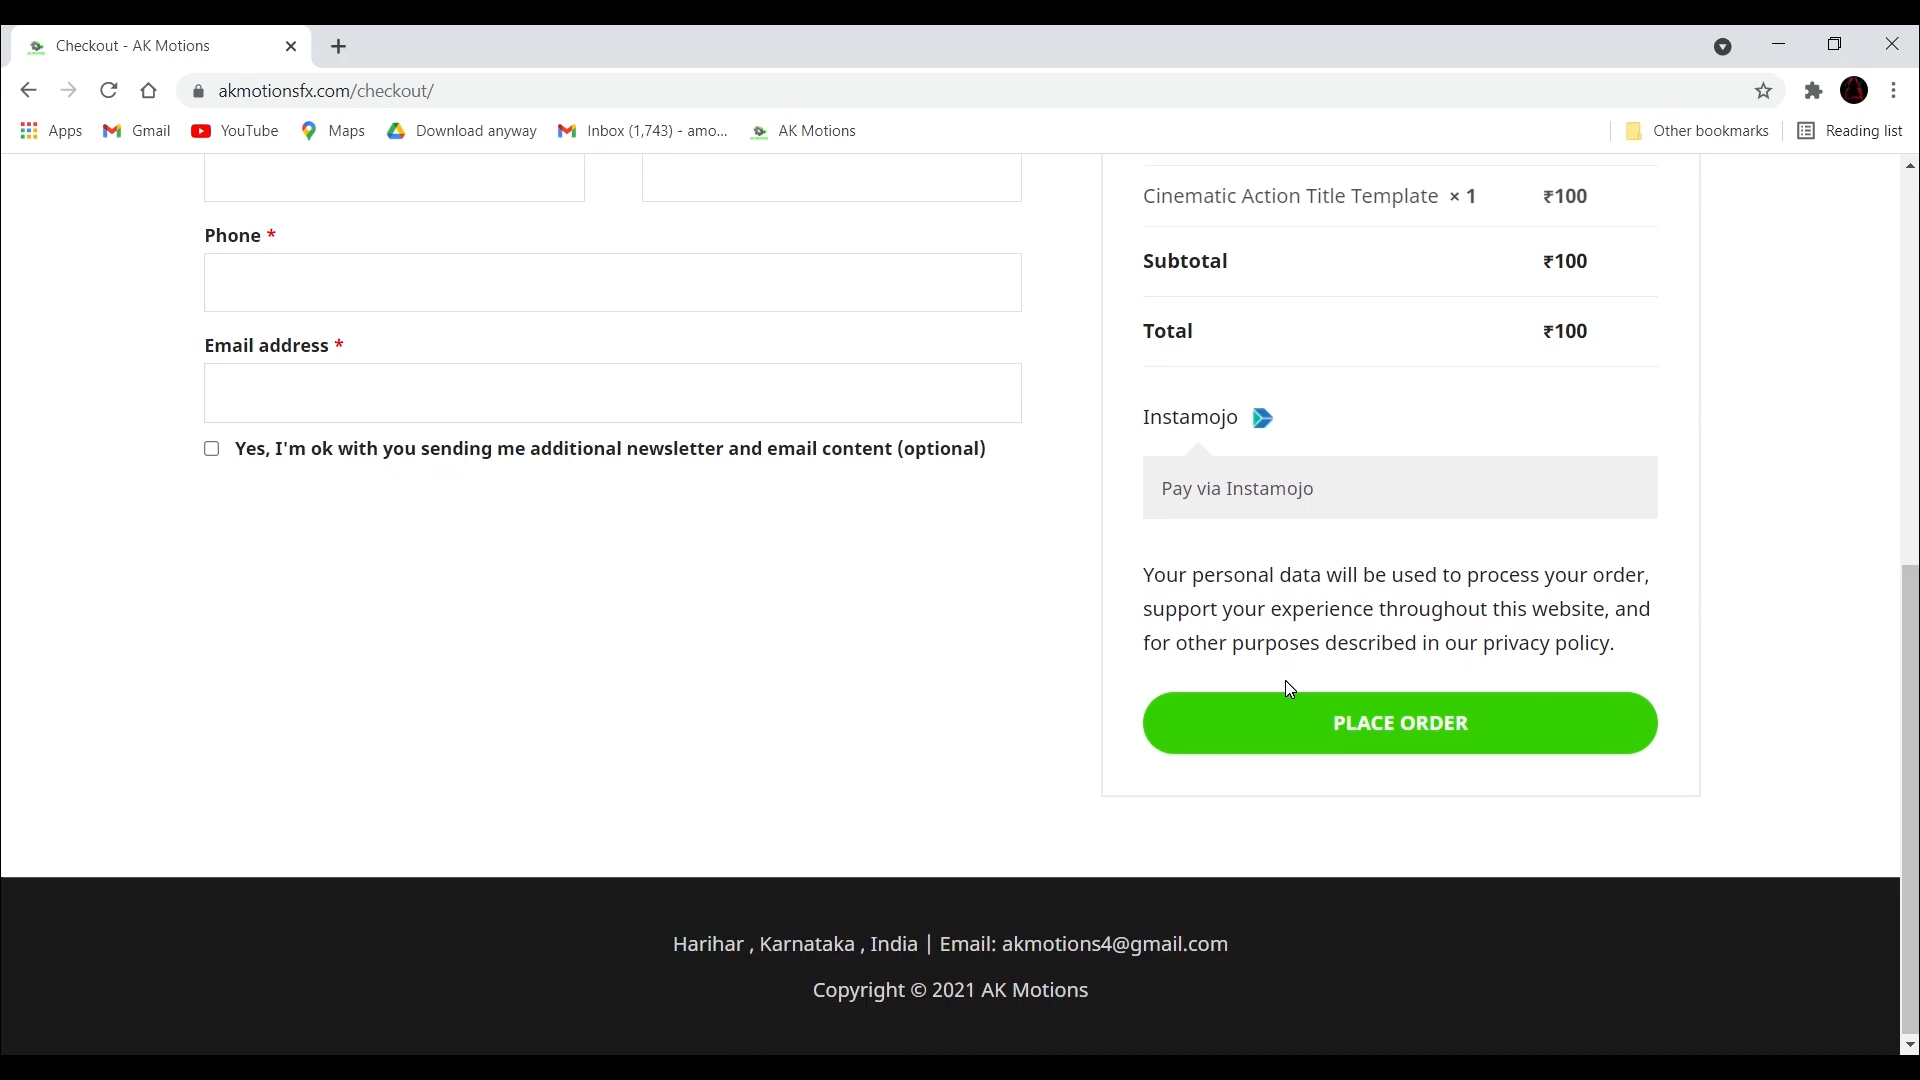 Checkout - AK Motions
akmotionsfx.com/checkout/
Apps
Gmail
YouTube
Maps
Download anyway
Inbox (1,743) - amo...
AK Motions
Other bookmarks
Reading list
Phone *
Email address *
Yes, I'm ok with you sending me additional newsletter and email content (optional)
Cinematic Action Title Template × 1 ₹100
Subtotal ₹100
Total ₹100
Instamojo
Pay via Instamojo
Your personal data will be used to process your order,
support your experience throughout this website, and
for other purposes described in our privacy policy.
PLACE ORDER
Harihar , Karnataka , India | Email: akmotions4@gmail.com
Copyright © 2021 AK Motions